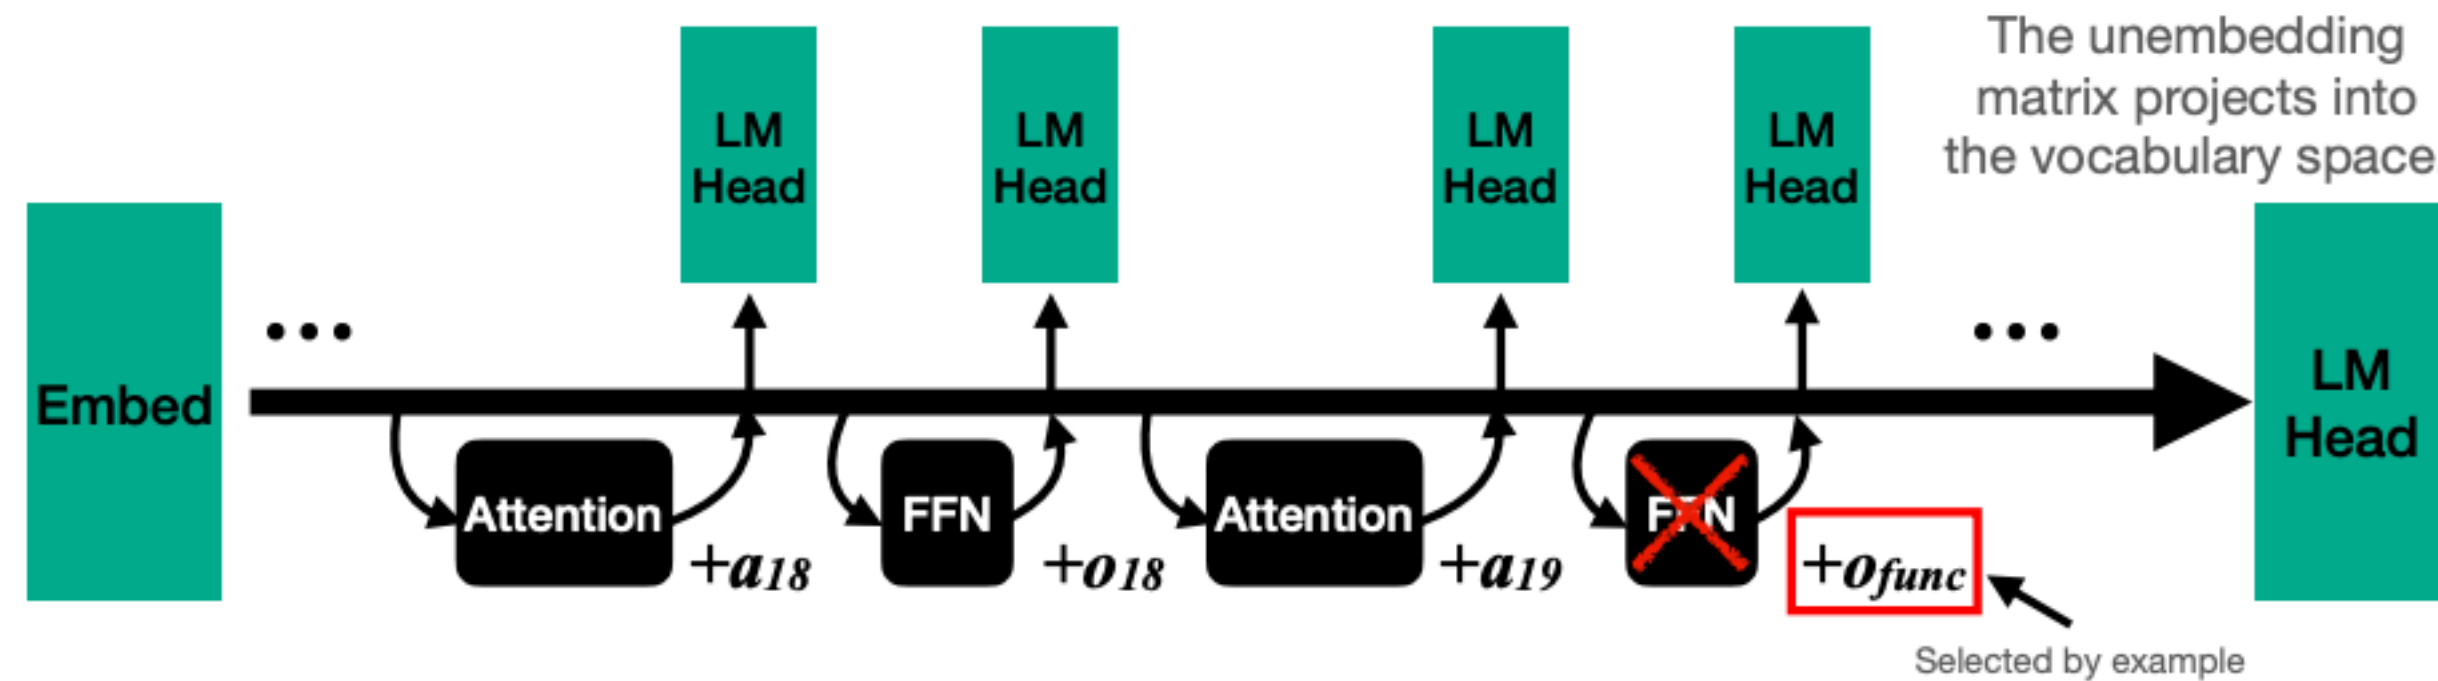 The unembedding
matrix projects into
the vocabulary space
LM
Head
LM
Head
LM
Head
LM
Head
Embed
...
...
LM
Head
Attention
+a18
FFN
+o18
Attention
+a19
FFN
+ofunc
Selected by example